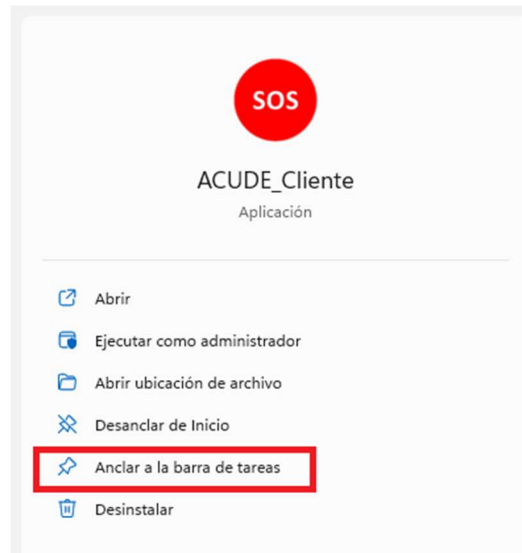 SOS
ACUDE_Cliente
Aplicación
Abrir
Ejecutar como administrador
Abrir ubicación de archivo
Desanclar de Inicio
Anclar a la barra de tareas
Desinstalar